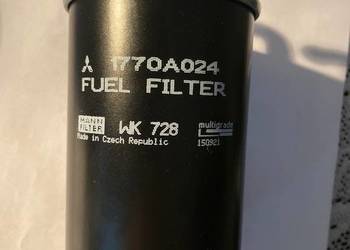 1770A024
FUEL FILTER
MANN
FILTER
WK 728
multigrade
Made in Czech Republic
150921